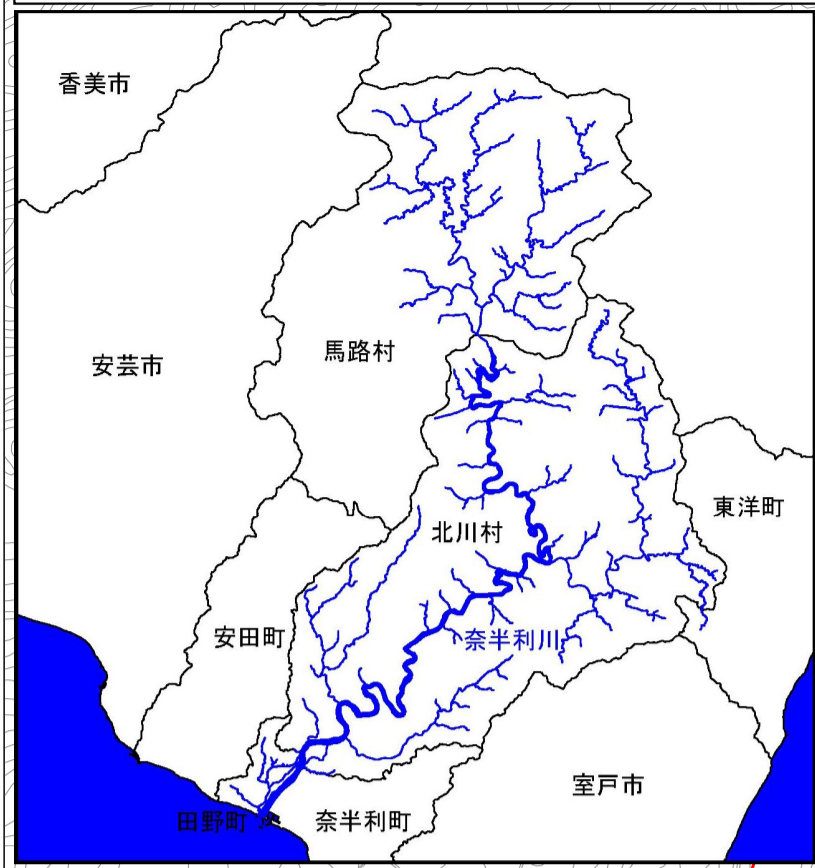 香美市
安芸市
馬路村
東洋町
北川村
安田町
奈半利川
室戸市
田野町
奈半利町